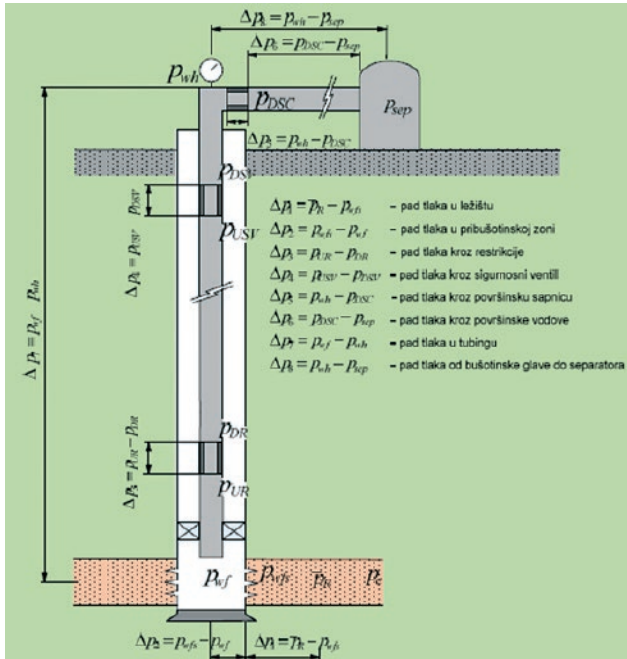 Δp₈ = p_wh − p_sep
Δp₆ = p_DSC − p_sep
p_wh
p_DSC
p_sep
Δp₅ = p_wh − p_DSC
p_DSV
p_USV
Δp₄ = p_USV − p_DSV
Δp₇ = p_wf − p_wh
Δp₁ = p̄_R − p_wfs – pad tlaka u ležištu
Δp₂ = p_wfs − p_wf – pad tlaka u pribušotinskoj zoni
Δp₃ = p_UR − p_DR – pad tlaka kroz restrikcije
Δp₄ = p_USV − p_DSV – pad tlaka kroz sigurnosni ventill
Δp₅ = p_wh − p_DSC – pad tlaka kroz površinsku sapnicu
Δp₆ = p_DSC − p_sep – pad tlaka kroz površinske vodove
Δp₇ = p_wf − p_wh – pad tlaka u tubingu
Δp₈ = p_wh − p_sep – pad tlaka od bušotinske glave do separatora
p_DR
p_UR
Δp₃ = p_UR − p_DR
p_wf
p_wfs
p̄_R
p_e
Δp₂ = p_wfs − p_wf
Δp₁ = p̄_R − p_wfs